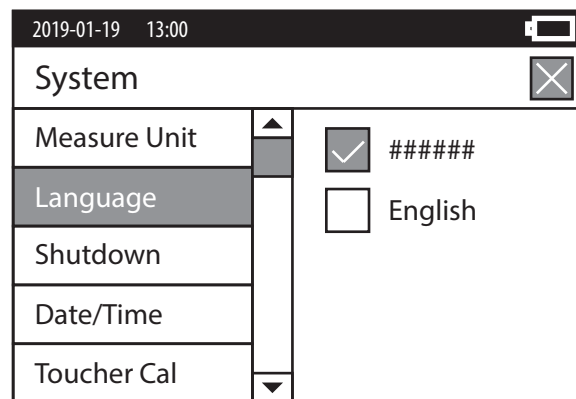 2019-01-19 13:00
System
Measure Unit
Language
Shutdown
Date/Time
Toucher Cal
######
English